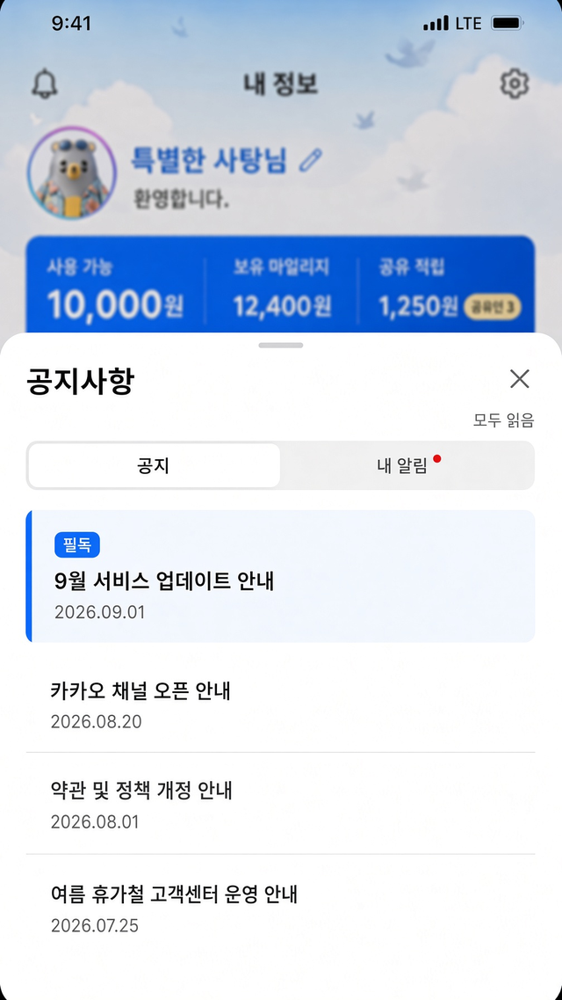 9:41
LTE
내 정보
특별한 사탕님
환영합니다.
사용 가능
보유 마일리지
공유 적립
10,000원
12,400원
1,250원
공유인 3
공지사항
모두 읽음
공지
내 알림
필독
9월 서비스 업데이트 안내
2026.09.01
카카오 채널 오픈 안내
2026.08.20
약관 및 정책 개정 안내
2026.08.01
여름 휴가철 고객센터 운영 안내
2026.07.25